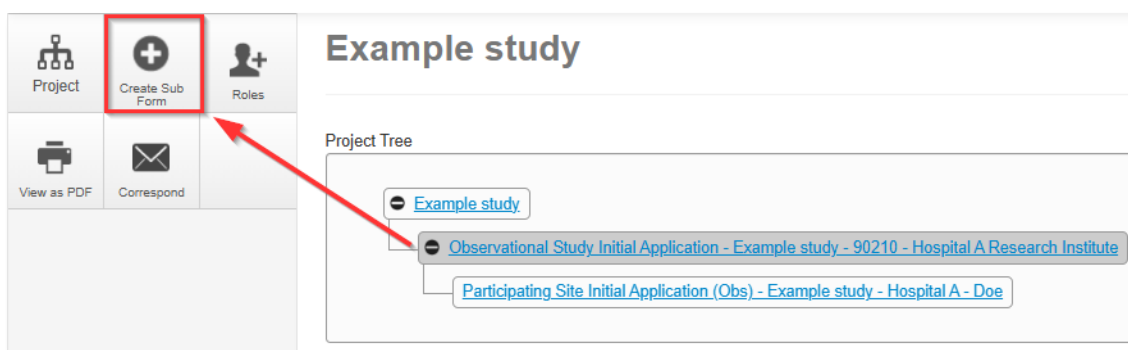 Project
Create Sub
Form
Roles
View as PDF
Correspond
Example study
Project Tree
Example study
Observational Study Initial Application - Example study - 90210 - Hospital A Research Institute
Participating Site Initial Application (Obs) - Example study - Hospital A - Doe